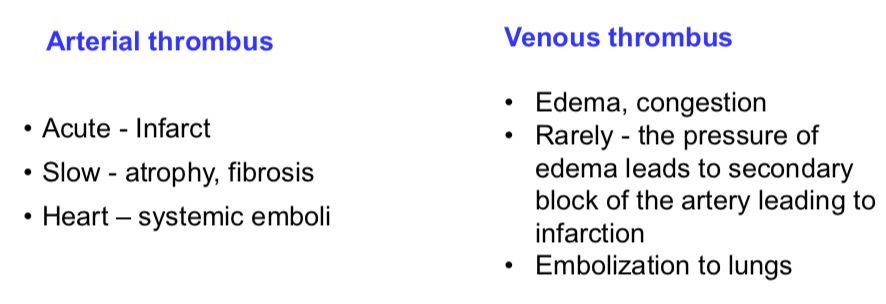 Arterial thrombus
• Acute - Infarct
• Slow - atrophy, fibrosis
• Heart – systemic emboli
Venous thrombus
• Edema, congestion
• Rarely - the pressure of
edema leads to secondary
block of the artery leading to
infarction
• Embolization to lungs